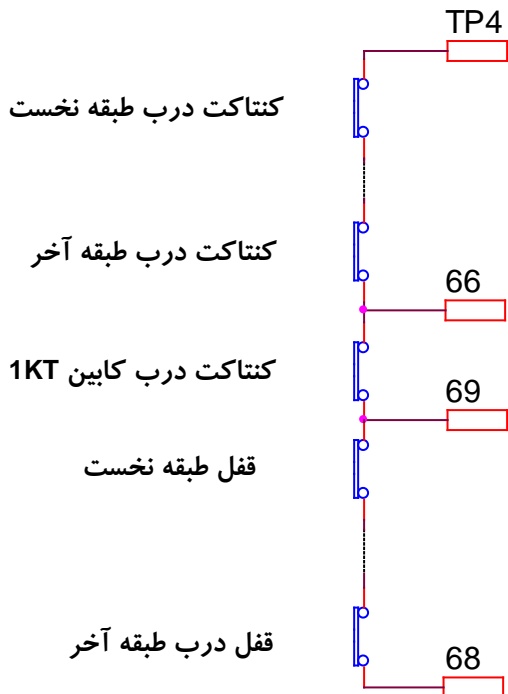 TP4
کنتاکت درب طبقه نخست
کنتاکت درب طبقه آخر
66
کنتاکت درب کابین 1KT
69
قفل طبقه نخست
قفل درب طبقه آخر
68